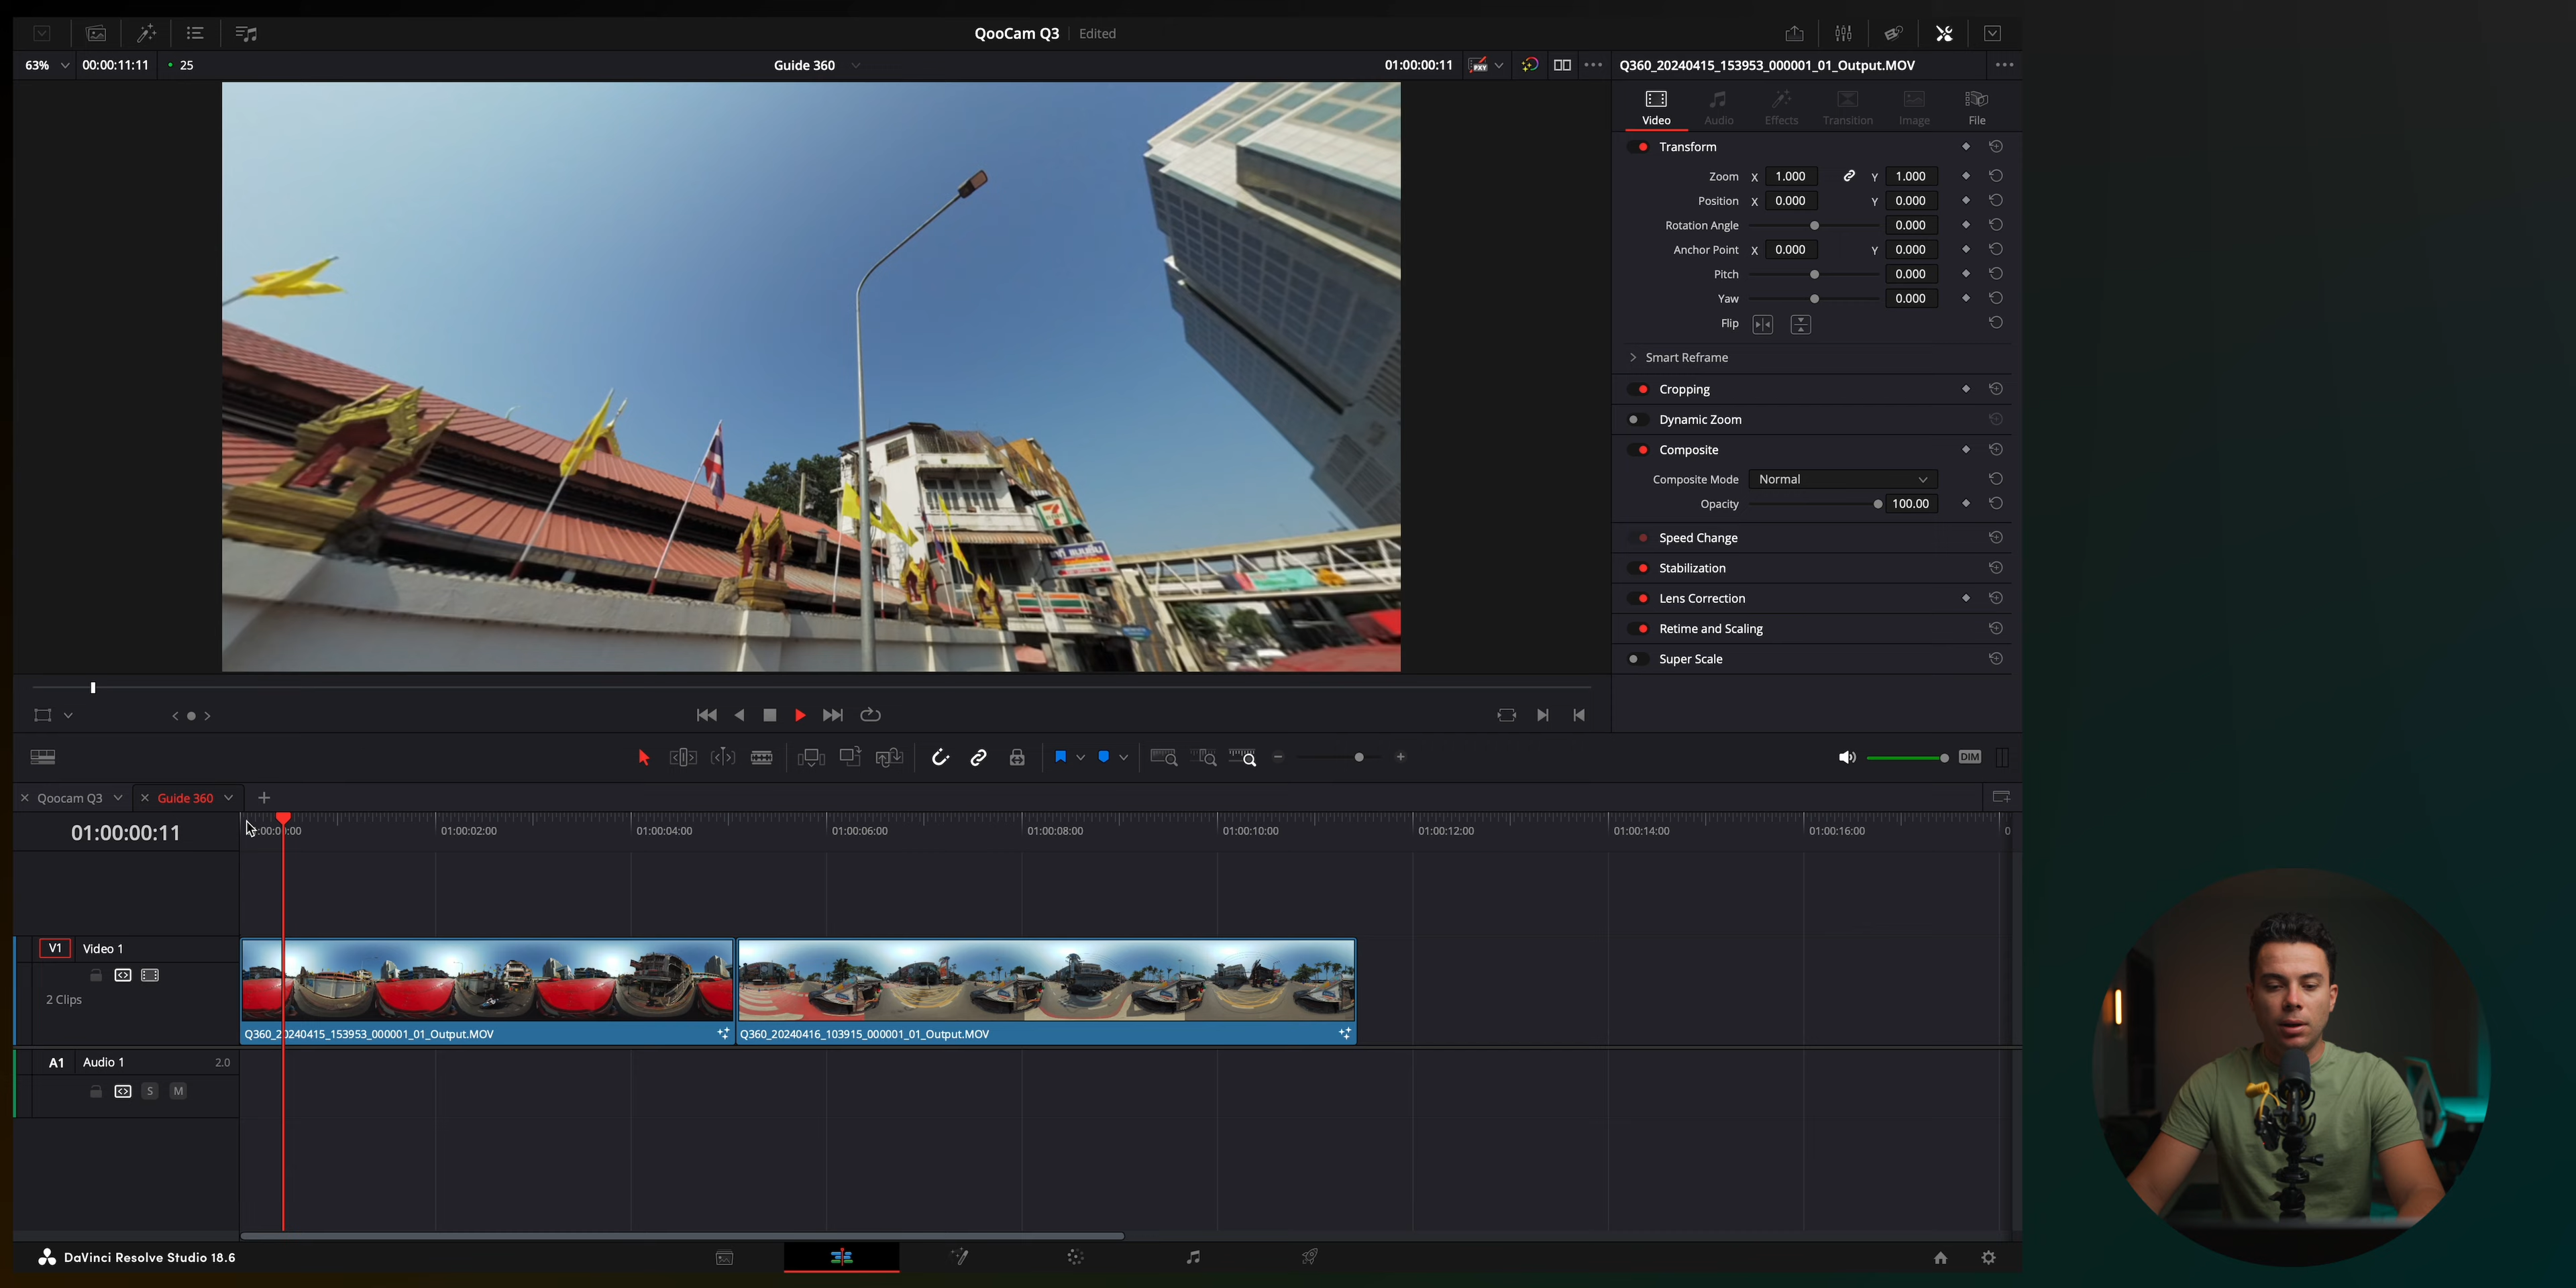 QooCam Q3 Edited
63% 00:00:11:11 25 Guide 360 01:00:00:11 PXY Q360_20240415_153953_000001_01_Output.MOV
Video Audio Effects Transition Image File
Transform
Zoom X 1.000 Y 1.000
Position X 0.000 Y 0.000
Rotation Angle 0.000
Anchor Point X 0.000 Y 0.000
Pitch 0.000
Yaw 0.000
Flip
Smart Reframe
Cropping
Dynamic Zoom
Composite
Composite Mode Normal
Opacity 100.00
Speed Change
Stabilization
Lens Correction
Retime and Scaling
Super Scale
7
DIM
Qoocam Q3 Guide 360
01:00:00:11
01:00:02:00 01:00:04:00 01:00:06:00 01:00:08:00 01:00:10:00 01:00:12:00 01:00:14:00 01:00:16:00 0
V1 Video 1
2 Clips
Q360_20240415_153953_000001_01_Output.MOV Q360_20240416_103915_000001_01_Output.MOV
A1 Audio 1 2.0
S M
DaVinci Resolve Studio 18.6